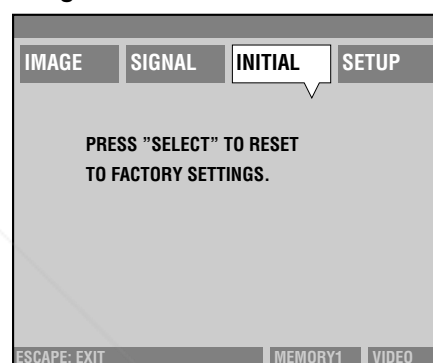 IMAGE SIGNAL INITIAL SETUP
PRESS ”SELECT” TO RESET
TO FACTORY SETTINGS.
ESCAPE: EXIT MEMORY1 VIDEO